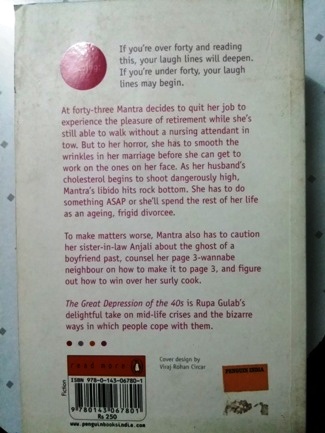 If you're over forty and reading
this, your laugh lines will deepen.
If you're under forty, your laugh
lines may begin.
At forty-three Mantra decides to quit her job to
experience the pleasure of retirement while she's
still able to walk without a nursing attendant in
tow. But to her horror, she has to smooth the
wrinkles in her marriage before she can get to
work on the ones on her face. As her husband's
cholesterol begins to shoot dangerously high,
Mantra's libido hits rock bottom. She has to do
something ASAP or she'll spend the rest of her life
as an ageing, frigid divorcee.
To make matters worse, Mantra also has to caution
her sister-in-law Anjali about the ghost of a
boyfriend past, counsel her page 3-wannabe
neighbour on how to make it to page 3, and figure
out how to win over her surly cook.
The Great Depression of the 40s is Rupa Gulab's
delightful take on mid-life crises and the bizarre
ways in which people cope with them.
read more
Cover design by
Viraj Rohan Circar
PENGUIN INDIA
Fiction
ISBN 978-0-143-06780-1
9 780143 067801
Rs 250
www.penguinbooksindia.com